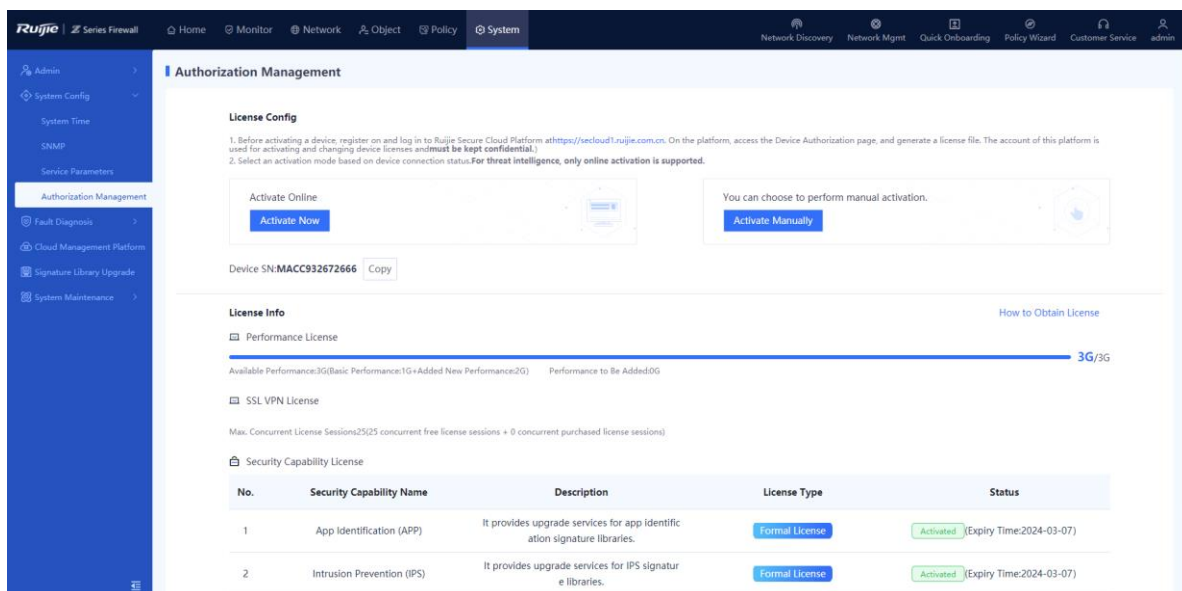 Ruijie | Z Series Firewall
Home
Monitor
Network
Object
Policy
System
Network Discovery
Network Mgmt
Quick Onboarding
Policy Wizard
Customer Service
admin
Admin
System Config
System Time
SNMP
Service Parameters
Authorization Management
Fault Diagnosis
Cloud Management Platform
Signature Library Upgrade
System Maintenance
Authorization Management
License Config
1. Before activating a device, register on and log in to Ruijie Secure Cloud Platform athttps://secloud1.ruijie.com.cn. On the platform, access the Device Authorization page, and generate a license file. The account of this platform is
used for activating and changing device licenses andmust be kept confidential.)
2. Select an activation mode based on device connection status.For threat intelligence, only online activation is supported.
Activate Online
Activate Now
You can choose to perform manual activation.
Activate Manually
Device SN:MACC932672666 Copy
License Info
How to Obtain License
Performance License
3G/3G
Available Performance:3G(Basic Performance:1G+Added New Performance:2G) Performance to Be Added:0G
SSL VPN License
Max. Concurrent License Sessions25(25 concurrent free license sessions + 0 concurrent purchased license sessions)
Security Capability License
No. Security Capability Name Description License Type Status
1 App Identification (APP) It provides upgrade services for app identific
ation signature libraries. Formal License Activated (Expiry Time:2024-03-07)
2 Intrusion Prevention (IPS) It provides upgrade services for IPS signatur
e libraries. Formal License Activated (Expiry Time:2024-03-07)